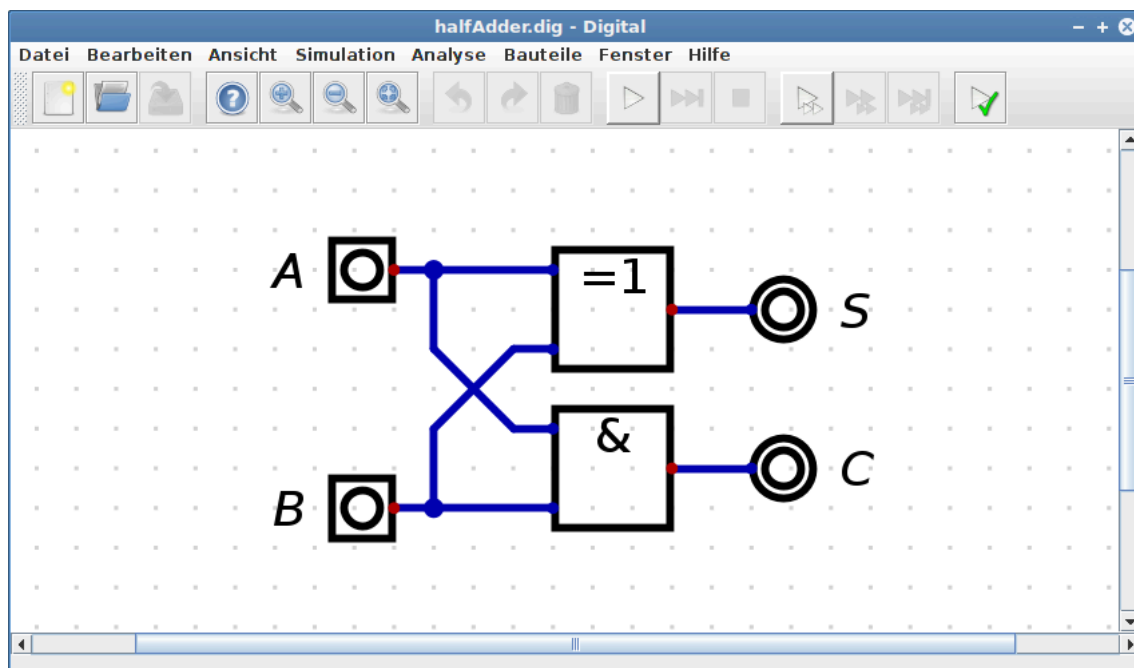 halfAdder.dig - Digital
Datei Bearbeiten Ansicht Simulation Analyse Bauteile Fenster Hilfe
?
A
=1
S
&
C
B